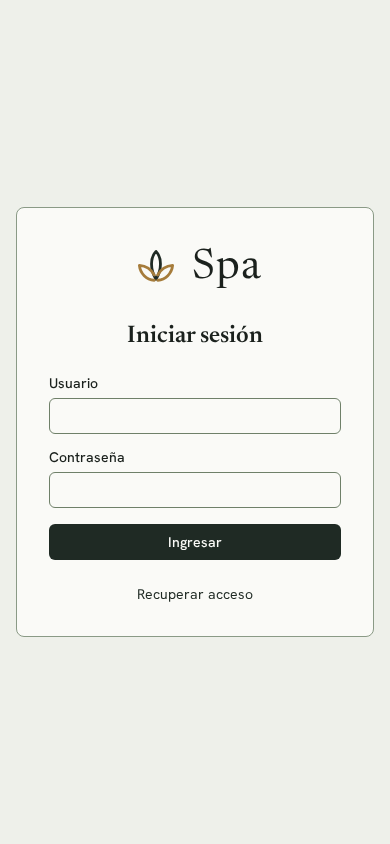 Spa
Iniciar sesión
Usuario
Contraseña
Ingresar
Recuperar acceso